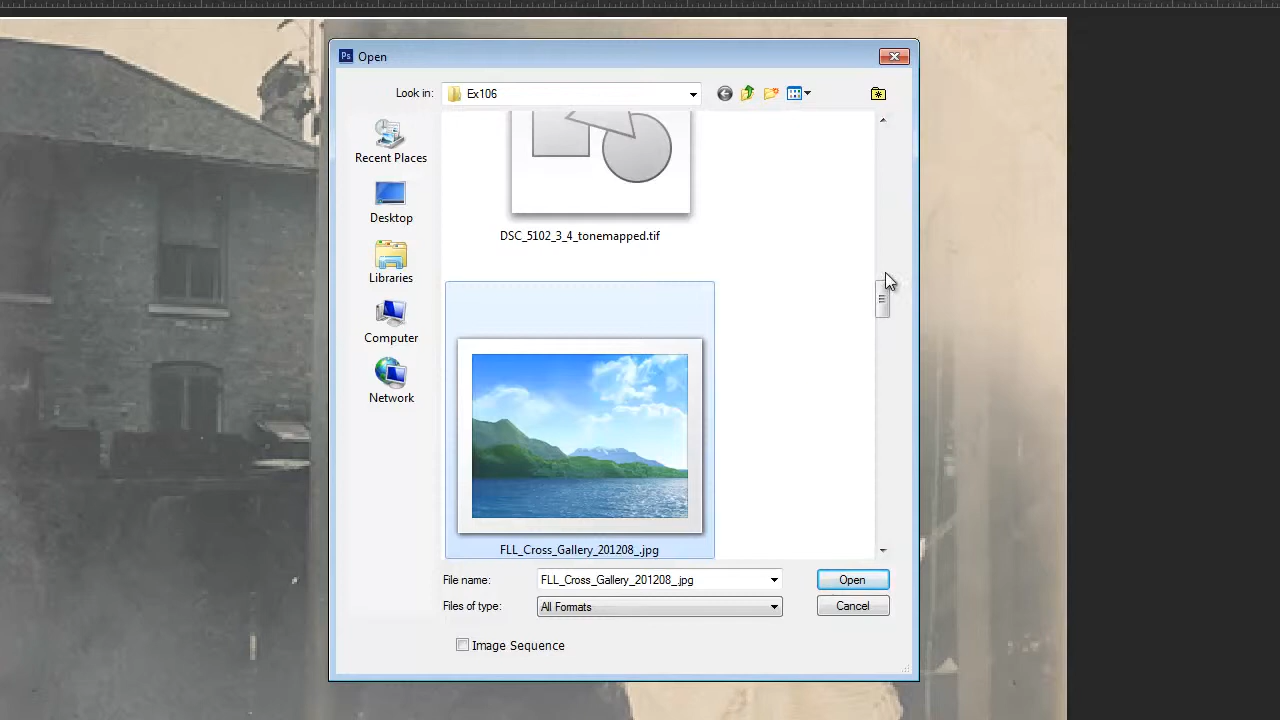 Ps Open
Look in: Ex106
Recent Places
Desktop
Libraries
Computer
Network
DSC_5102_3_4_tonemapped.tif
FLL_Cross_Gallery_201208_.jpg
File name: FLL_Cross_Gallery_201208_.jpg Open
Files of type: All Formats Cancel
Image Sequence